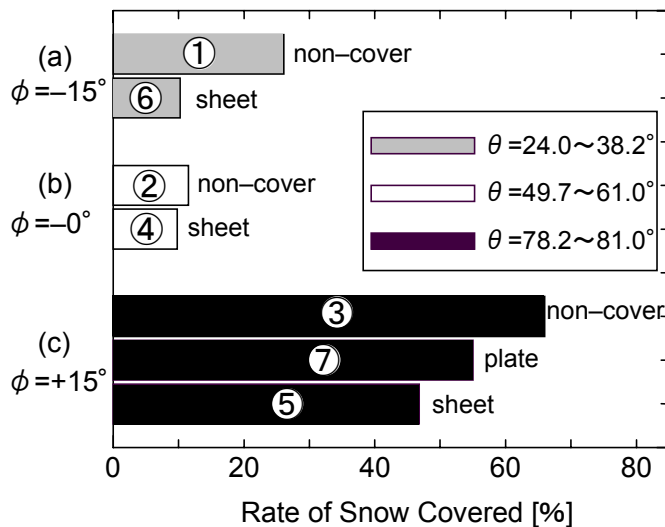 (a)
ϕ=–15°
① non–cover
⑥ sheet
(b)
ϕ=–0°
② non–cover
④ sheet
(c)
ϕ=+15°
③ non–cover
⑦ plate
⑤ sheet
θ=24.0～38.2°
θ=49.7～61.0°
θ=78.2～81.0°
0 20 40 60 80
Rate of Snow Covered [%]